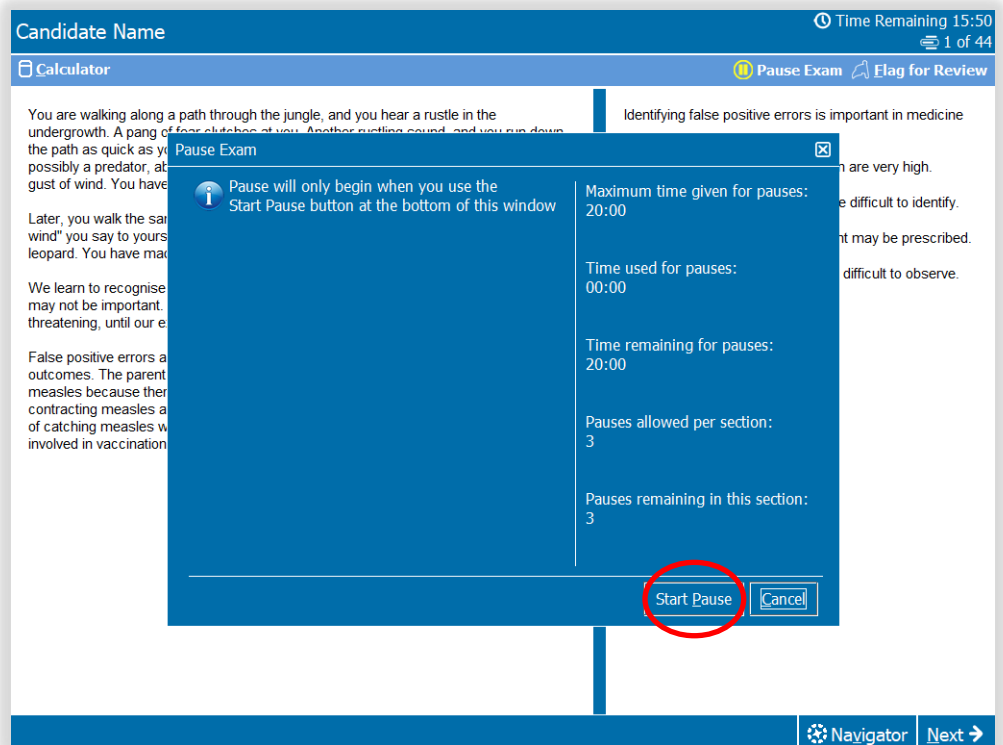 Candidate Name
Time Remaining 15:50
1 of 44
Calculator
Pause Exam
Flag for Review
You are walking along a path through the jungle, and you hear a rustle in the
undergrowth. A pang of fear clutches at you. Another rustling sound, and you run down
the path as quick as yo
possibly a predator, ab
gust of wind. You have
Later, you walk the sar
wind" you say to yours
leopard. You have mad
We learn to recognise
may not be important.
threatening, until our e
False positive errors a
outcomes. The parent
measles because ther
contracting measles a
of catching measles w
involved in vaccination
Identifying false positive errors is important in medicine
n are very high.
e difficult to identify.
nt may be prescribed.
difficult to observe.
Pause Exam
Pause will only begin when you use the
Start Pause button at the bottom of this window
Maximum time given for pauses:
20:00
Time used for pauses:
00:00
Time remaining for pauses:
20:00
Pauses allowed per section:
3
Pauses remaining in this section:
3
Start Pause
Cancel
Navigator
Next